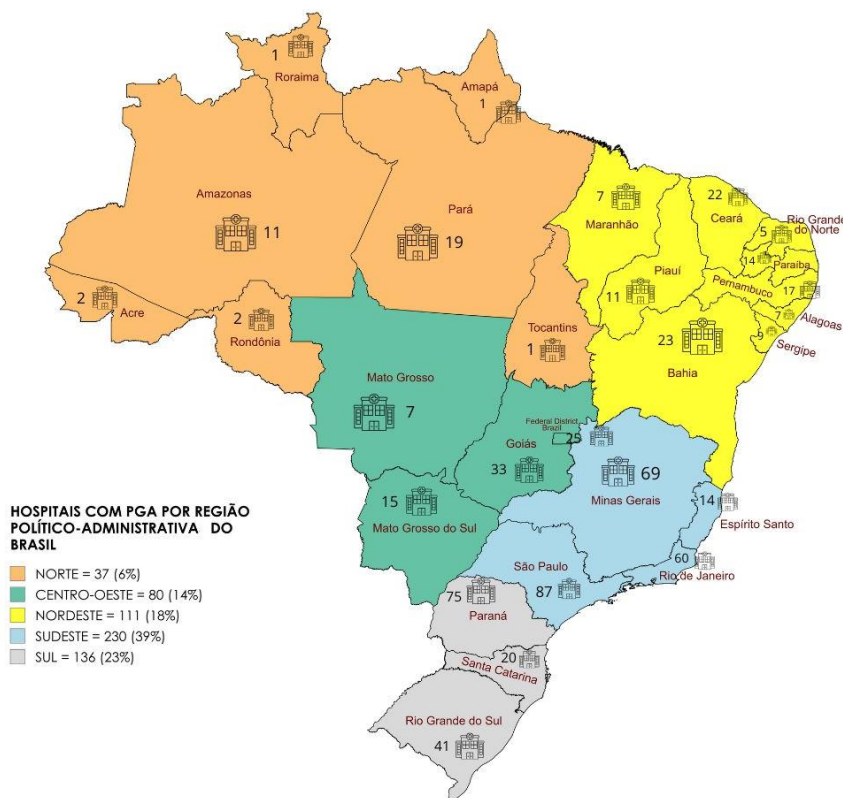 1
Roraima
Amapá
1
Amazonas
11
Pará
19
7
Maranhão
22
Ceará
Rio Grande
do Norte
5
14
Paraíba
Piauí
11
Pernambuco
17
7
Alagoas
9
Sergipe
2
Acre
2
Rondônia
Tocantins
1
23
Bahia
Mato Grosso
7
Federal District
Brazil
25
Goiás
33
69
Minas Gerais
15
Mato Grosso do Sul
14
Espírito Santo
60
Rio de Janeiro
São Paulo
87
75
Paraná
20
Santa Catarina
Rio Grande do Sul
41
HOSPITAIS COM PGA POR REGIÃO
POLÍTICO-ADMINISTRATIVA DO
BRASIL
NORTE = 37 (6%)
CENTRO-OESTE = 80 (14%)
NORDESTE = 111 (18%)
SUDESTE = 230 (39%)
SUL = 136 (23%)